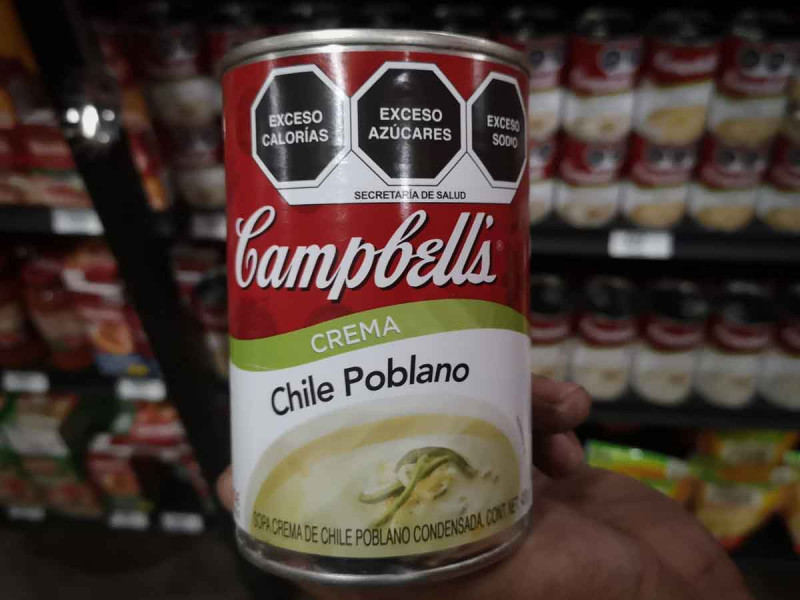 EXCESO
CALORÍAS
EXCESO
AZÚCARES
EXCESO
SODIO
SECRETARÍA DE SALUD
Campbell's
CREMA
Chile Poblano
SOPA CREMA DE CHILE POBLANO CONDENSADA. CONT. NET.